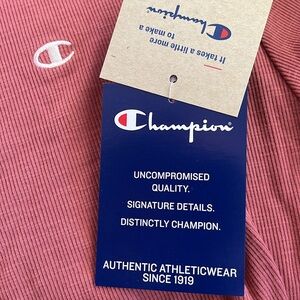 It takes a little more
to make a
Champion
Champion
UNCOMPROMISED
QUALITY.
SIGNATURE DETAILS.
DISTINCTLY CHAMPION.
AUTHENTIC ATHLETICWEAR
SINCE 1919